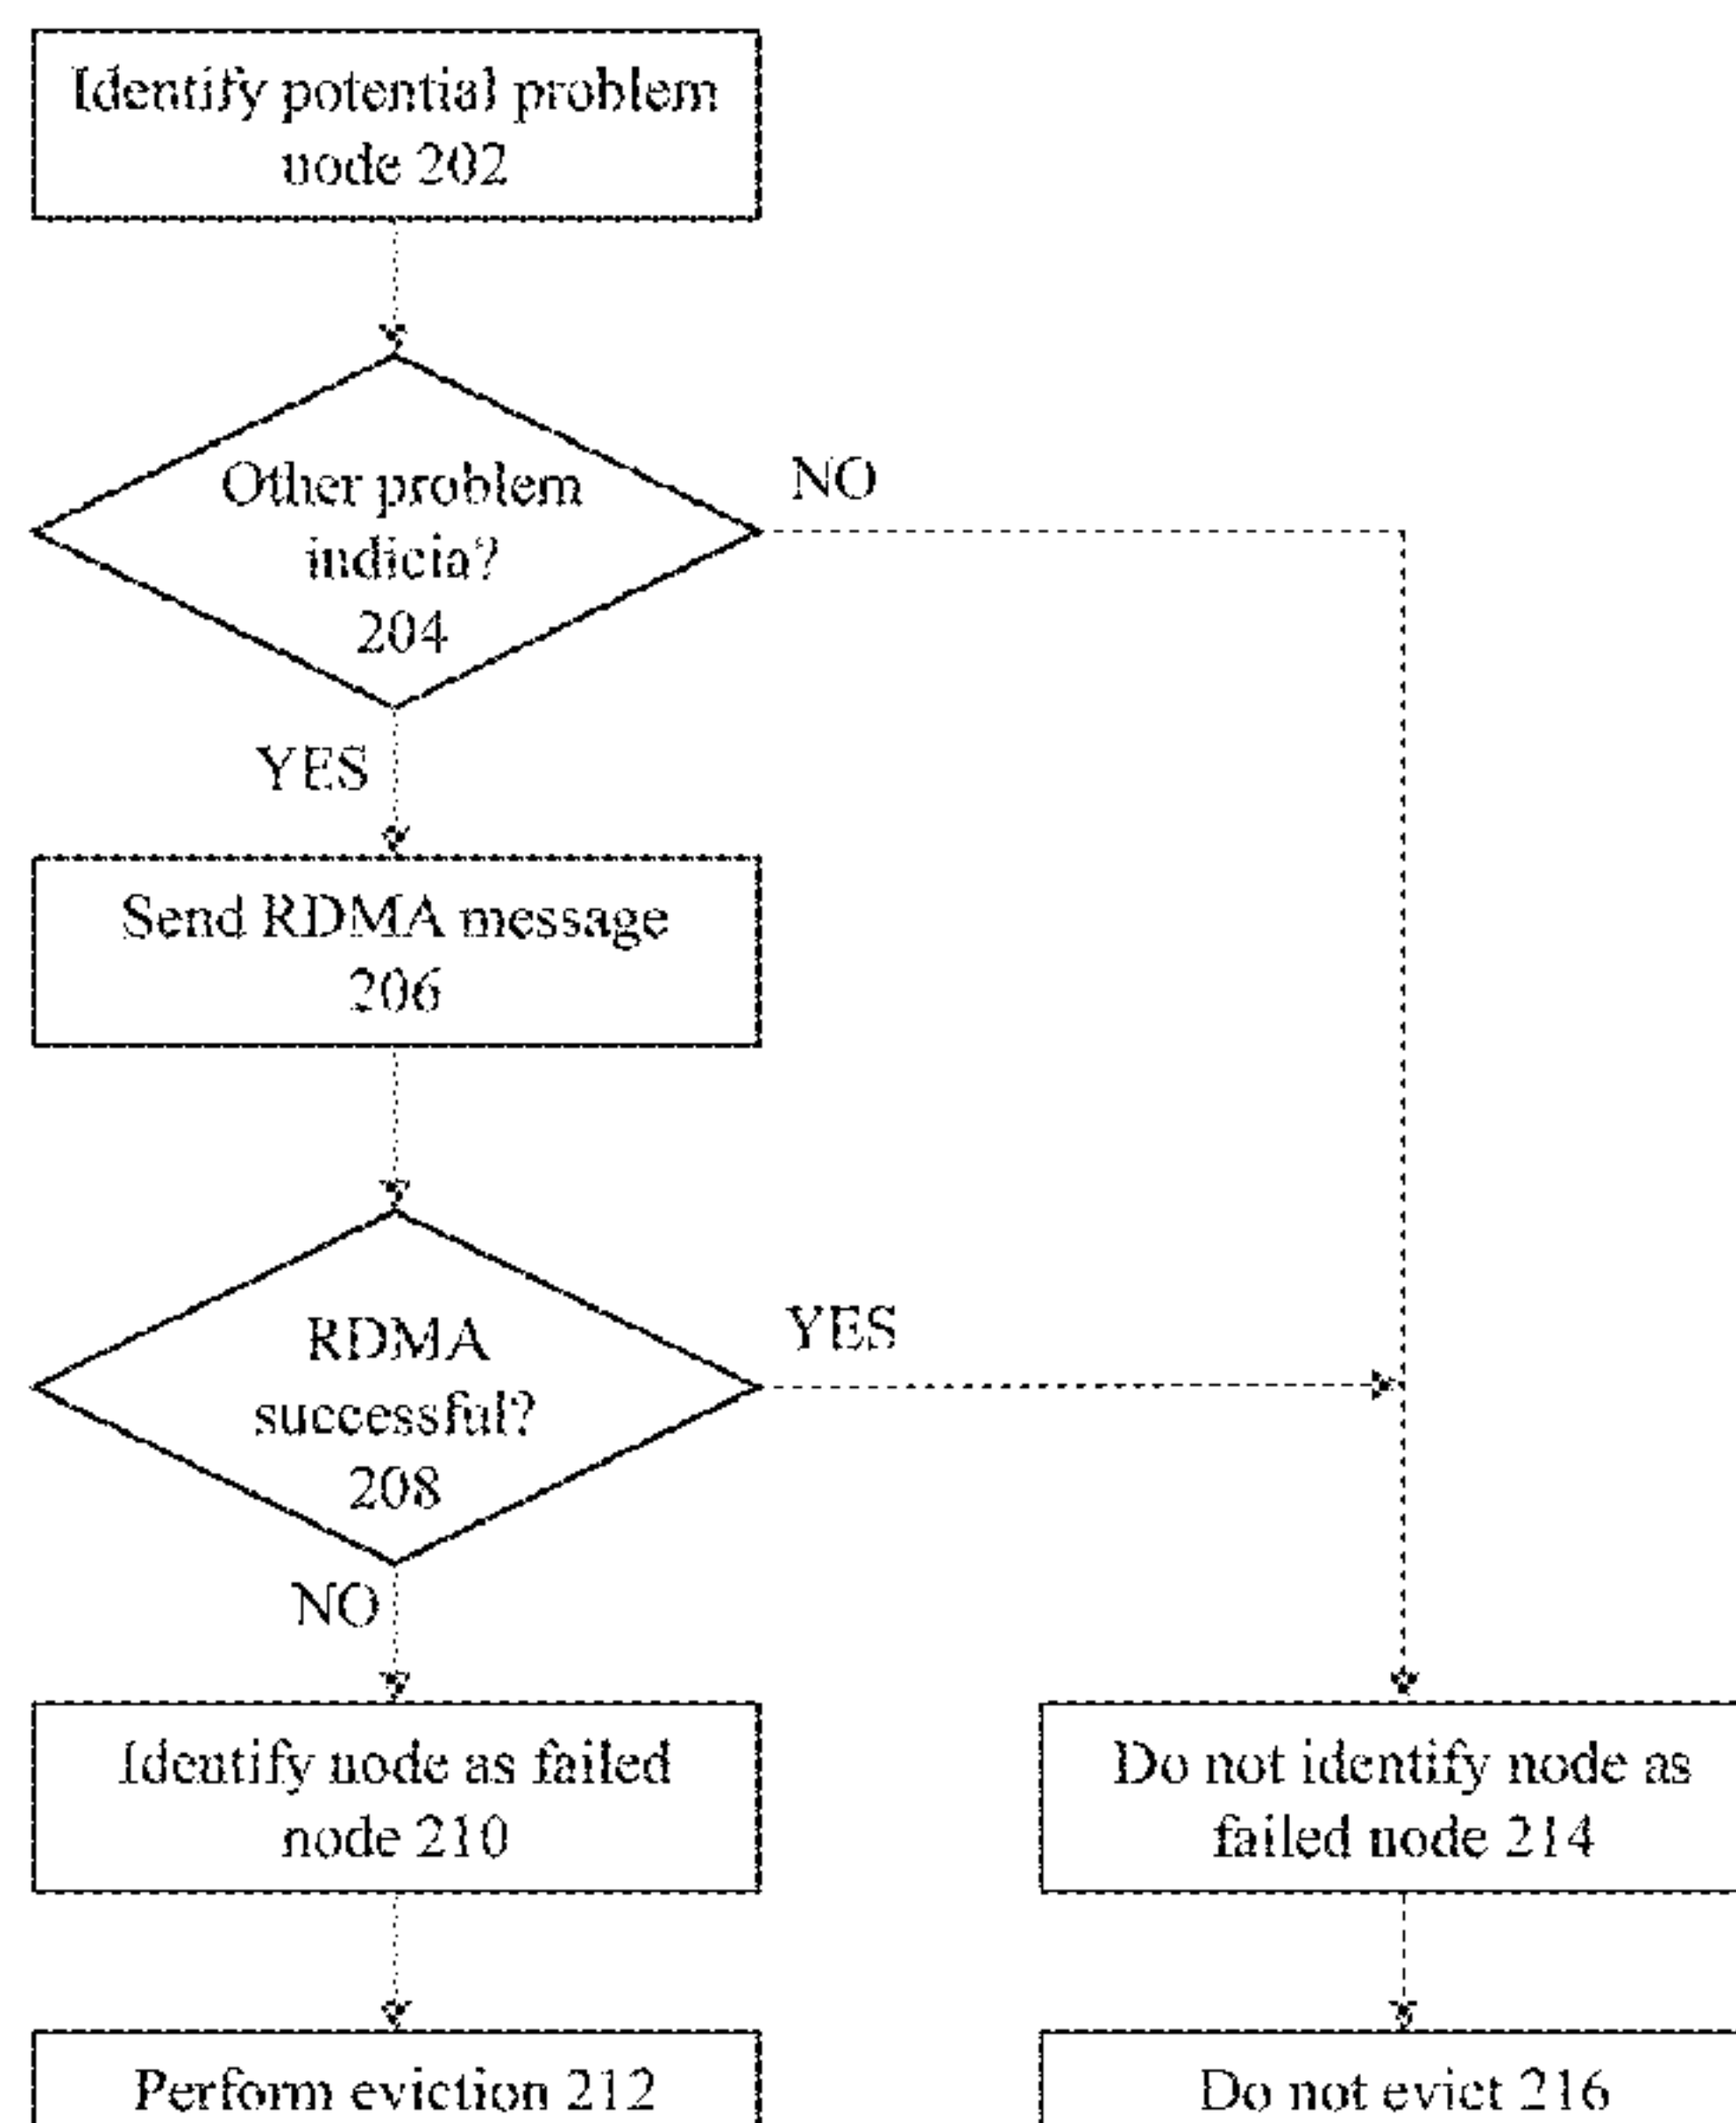 Identify potential problem
node 202
Other problem
indicia?
204
NO
YES
Send RDMA message
206
RDMA
successful?
208
YES
NO
Identify node as failed
node 210
Do not identify node as
failed node 214
Perform eviction 212
Do not evict 216